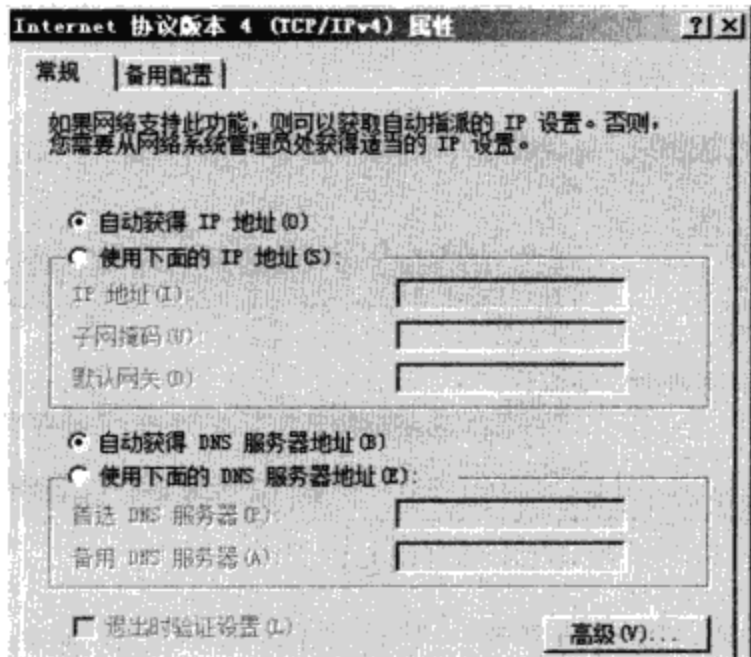 Internet 协议版本 4 (TCP/IPv4) 属性
常规 备用配置
如果网络支持此功能，则可以获取自动指派的 IP 设置。否则，
您需要从网络系统管理员处获得适当的 IP 设置。
自动获得 IP 地址(O)
使用下面的 IP 地址(S):
IP 地址(I):
子网掩码(U):
默认网关(D):
自动获得 DNS 服务器地址(B)
使用下面的 DNS 服务器地址(E):
首选 DNS 服务器(P):
备用 DNS 服务器(A):
退出时验证设置(L)
高级(V)...